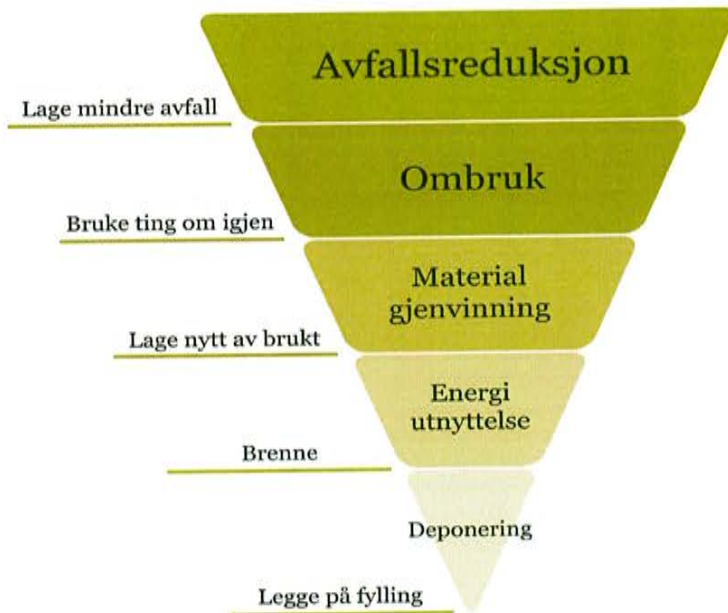 Avfallsreduksjon
Lage mindre avfall
Ombruk
Bruke ting om igjen
Material
gjenvinning
Lage nytt av brukt
Energi
utnyttelse
Brenne
Deponering
Legge på fylling